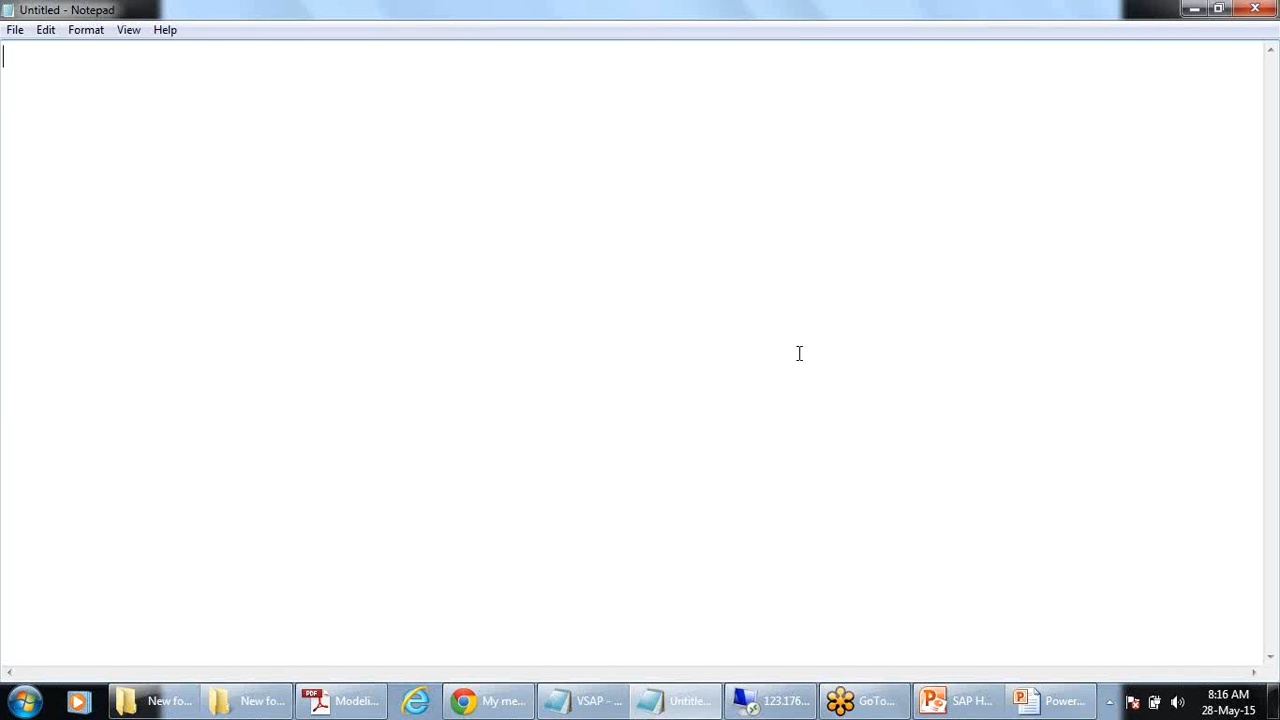 Untitled - Notepad
File Edit Format View Help
New fo... New fo... PDF Modeli... My me... VSAP - ... Untitle... 123.176... GoTo... SAP H... Power...
8:16 AM
28-May-15